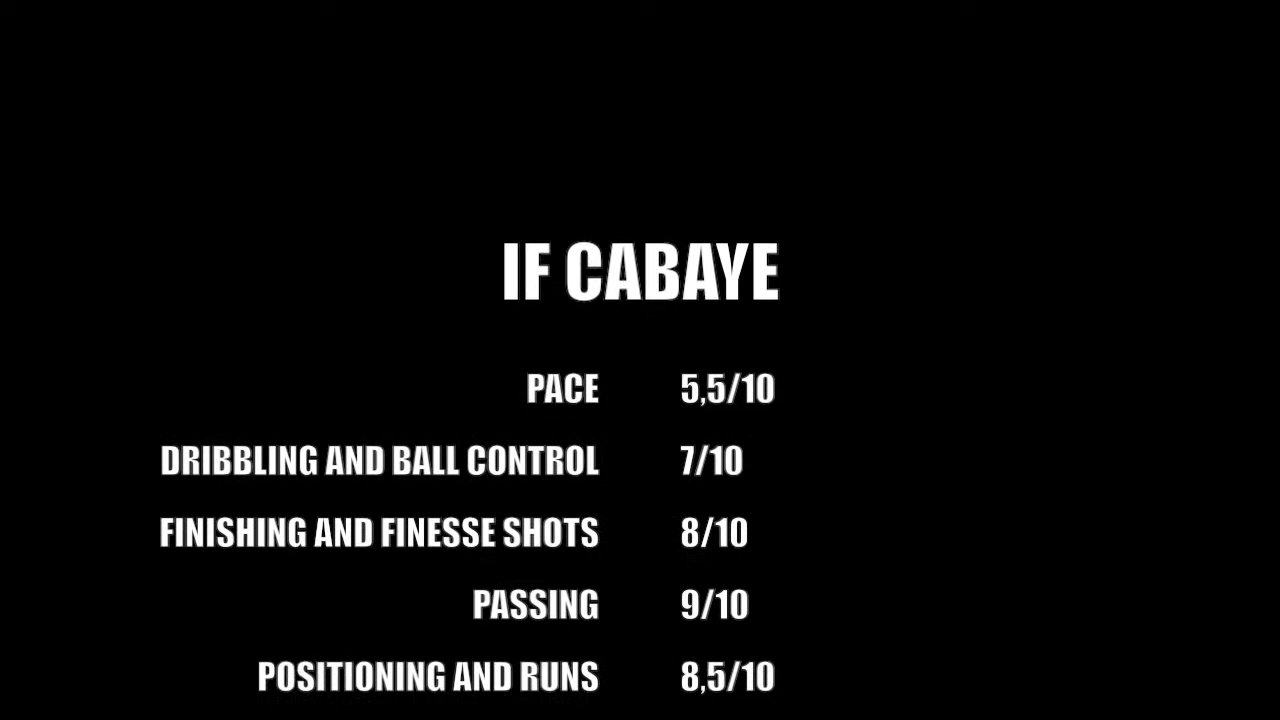 IF CABAYE
PACE 5,5/10
DRIBBLING AND BALL CONTROL 7/10
FINISHING AND FINESSE SHOTS 8/10
PASSING 9/10
POSITIONING AND RUNS 8,5/10